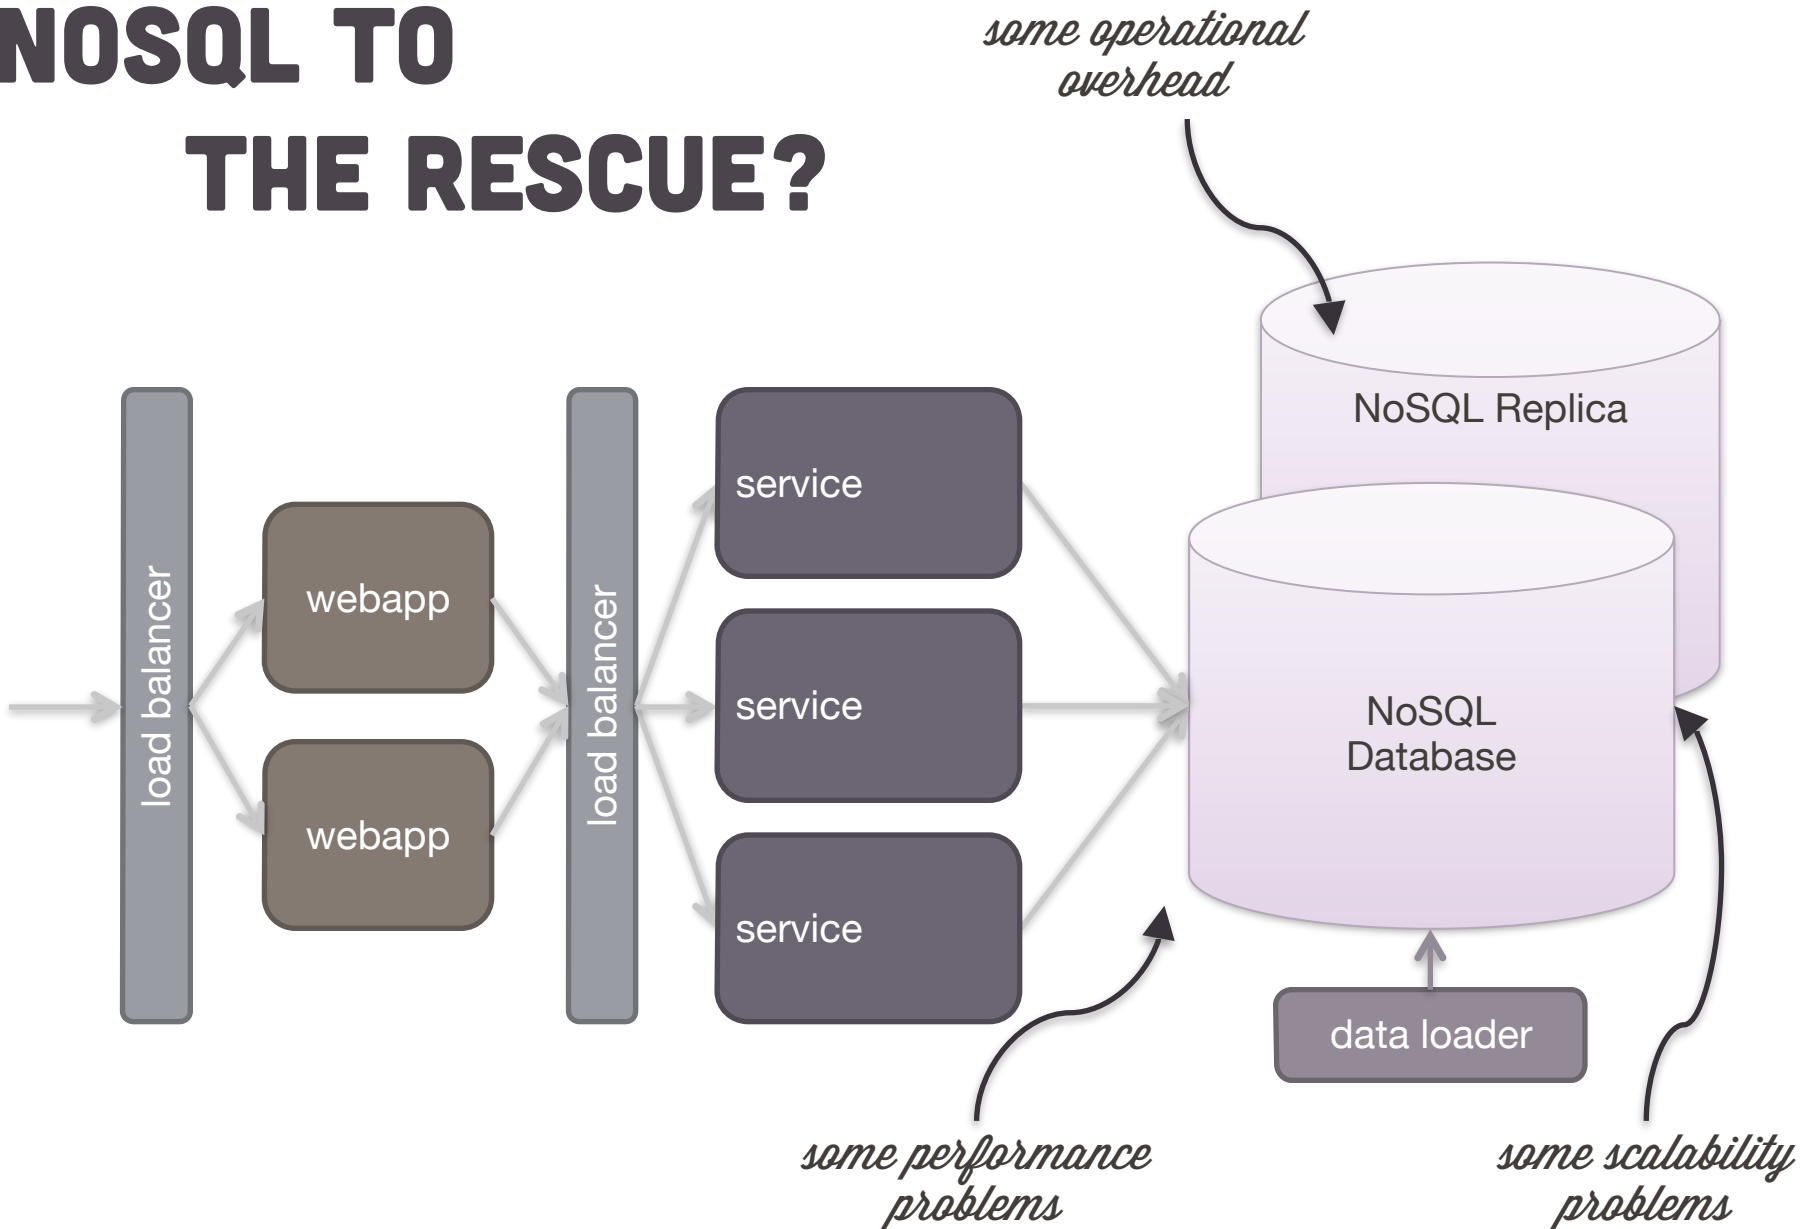 NOSQL TO
THE RESCUE?
some operational
overhead
NoSQL Replica
load balancer
webapp
webapp
load balancer
service
service
service
NoSQL
Database
data loader
some performance
problems
some scalability
problems